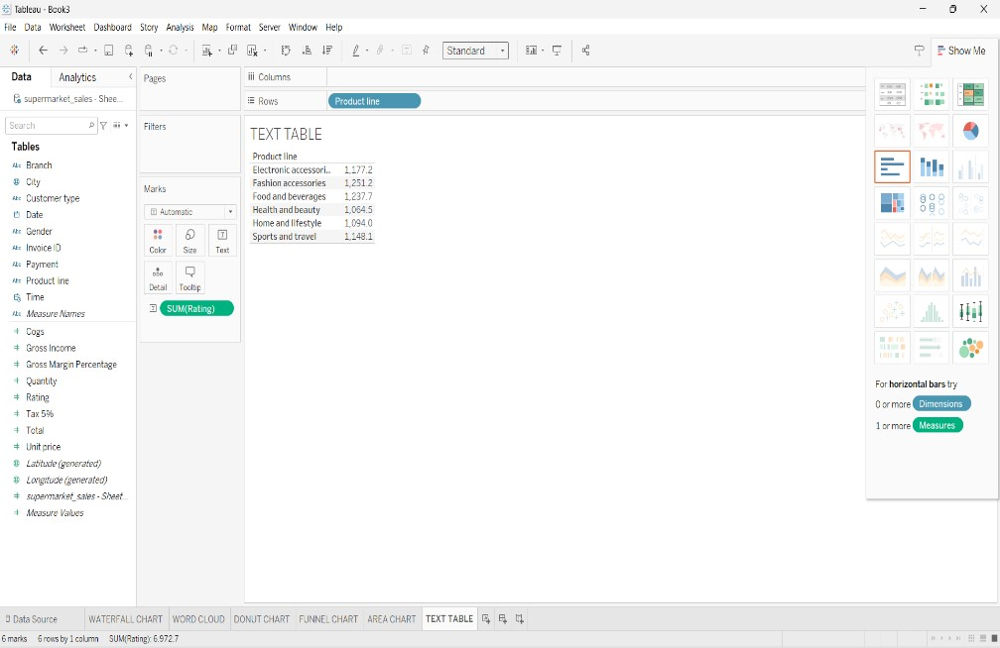 Tableau - Book3
File Data Worksheet Dashboard Story Analysis Map Format Server Window Help
Standard
Show Me
Data Analytics
supermarket_sales - Shee...
Search
Tables
Abc Branch
City
Abc Customer type
Date
Abc Gender
Abc Invoice ID
Abc Payment
Abc Product line
Time
Abc Measure Names
Cogs
Gross Income
Gross Margin Percentage
Quantity
Rating
Tax 5%
Total
Unit price
Latitude (generated)
Longitude (generated)
supermarket_sales - Sheet...
Measure Values
Pages
Filters
Marks
Automatic
Color Size Text
Detail Tooltip
SUM(Rating)
Columns
Rows Product line
TEXT TABLE
Product line
Electronic accessori.. 1,177.2
Fashion accessories 1,251.2
Food and beverages 1,237.7
Health and beauty 1,064.5
Home and lifestyle 1,094.0
Sports and travel 1,148.1
For horizontal bars try
0 or more Dimensions
1 or more Measures
Data Source WATERFALL CHART WORD CLOUD DONUT CHART FUNNEL CHART AREA CHART TEXT TABLE
6 marks 6 rows by 1 column SUM(Rating): 6,972.7